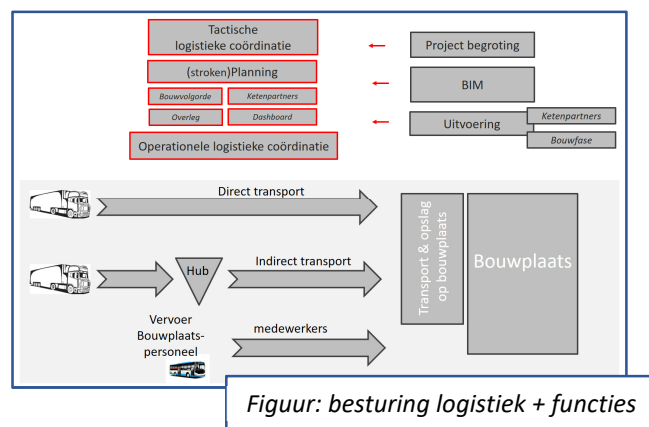 Tactische
logistieke coördinatie
Project begroting
(stroken)Planning
BIM
Bouwvolgorde
Ketenpartners
Overleg
Dashboard
Uitvoering
Ketenpartners
Bouwfase
Operationele logistieke coördinatie
Direct transport
Transport & opslag
op bouwplaats
Bouwplaats
Hub
Indirect transport
Vervoer
Bouwplaats-
personeel
medewerkers
Figuur: besturing logistiek + functies